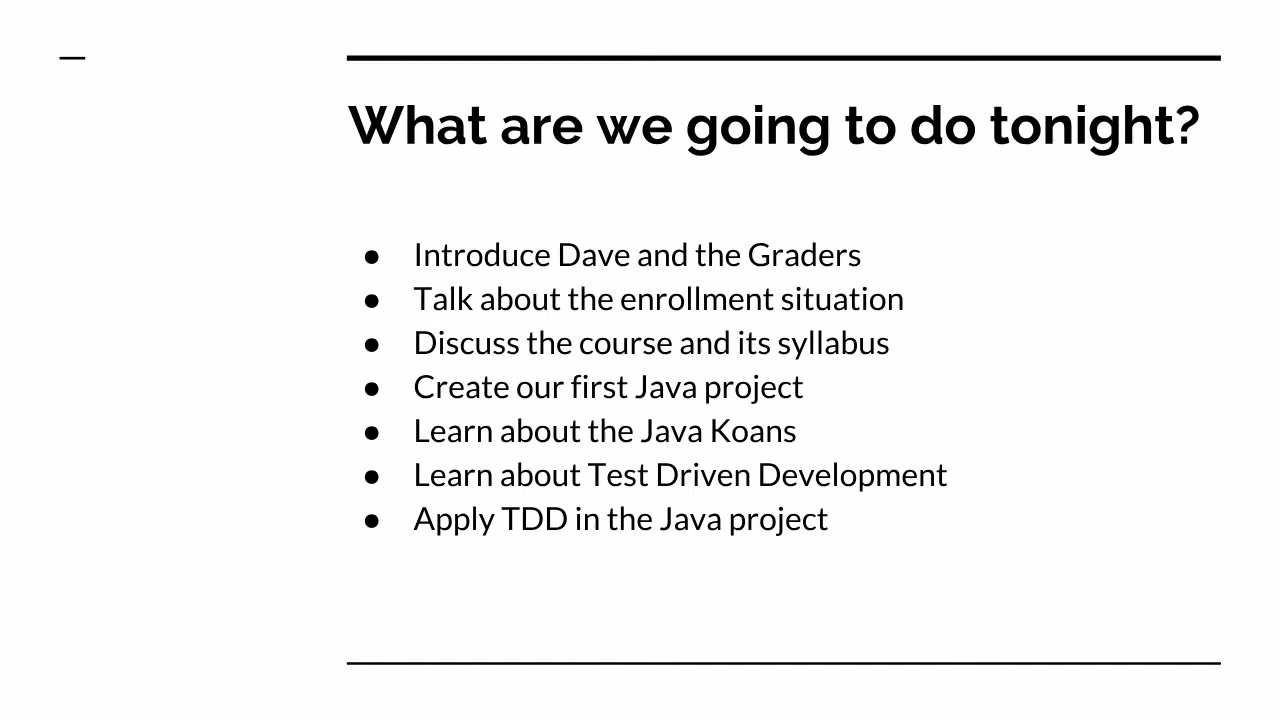 What are we going to do tonight?
● Introduce Dave and the Graders
● Talk about the enrollment situation
● Discuss the course and its syllabus
● Create our first Java project
● Learn about the Java Koans
● Learn about Test Driven Development
● Apply TDD in the Java project